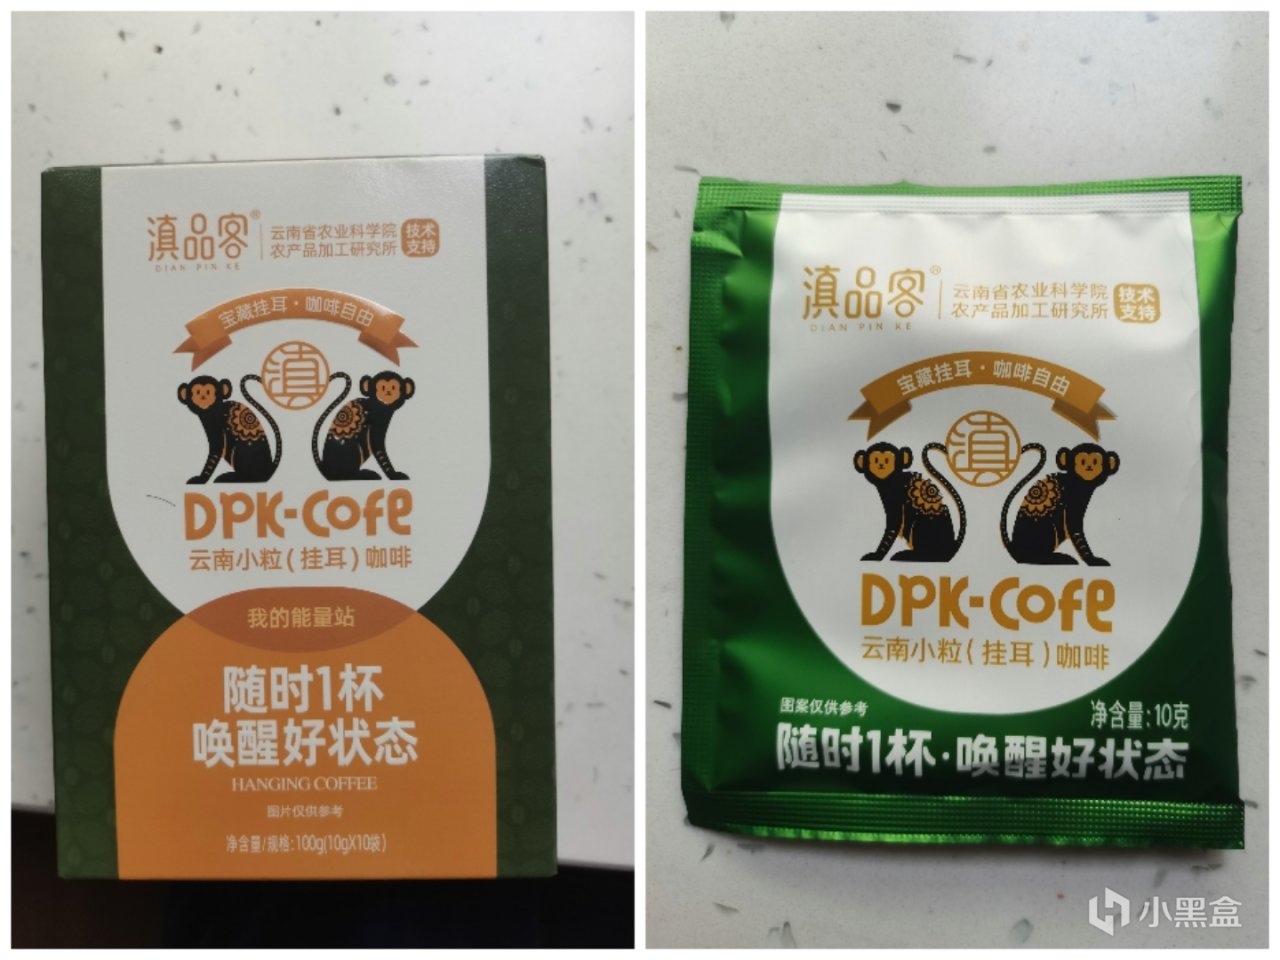 滇品客®
DIAN PIN KE
云南省农业科学院
农产品加工研究所
技术
支持
宝藏挂耳·咖啡自由
滇
DPK-Cofe
云南小粒(挂耳)咖啡
我的能量站
随时1杯
唤醒好状态
HANGING COFFEE
图片仅供参考
净含量/规格:100g(10gX10袋)
滇品客®
DIAN PIN KE
云南省农业科学院
农产品加工研究所
技术
支持
宝藏挂耳·咖啡自由
滇
DPK-Cofe
云南小粒(挂耳)咖啡
图案仅供参考
净含量:10克
随时1杯·唤醒好状态
小黑盒